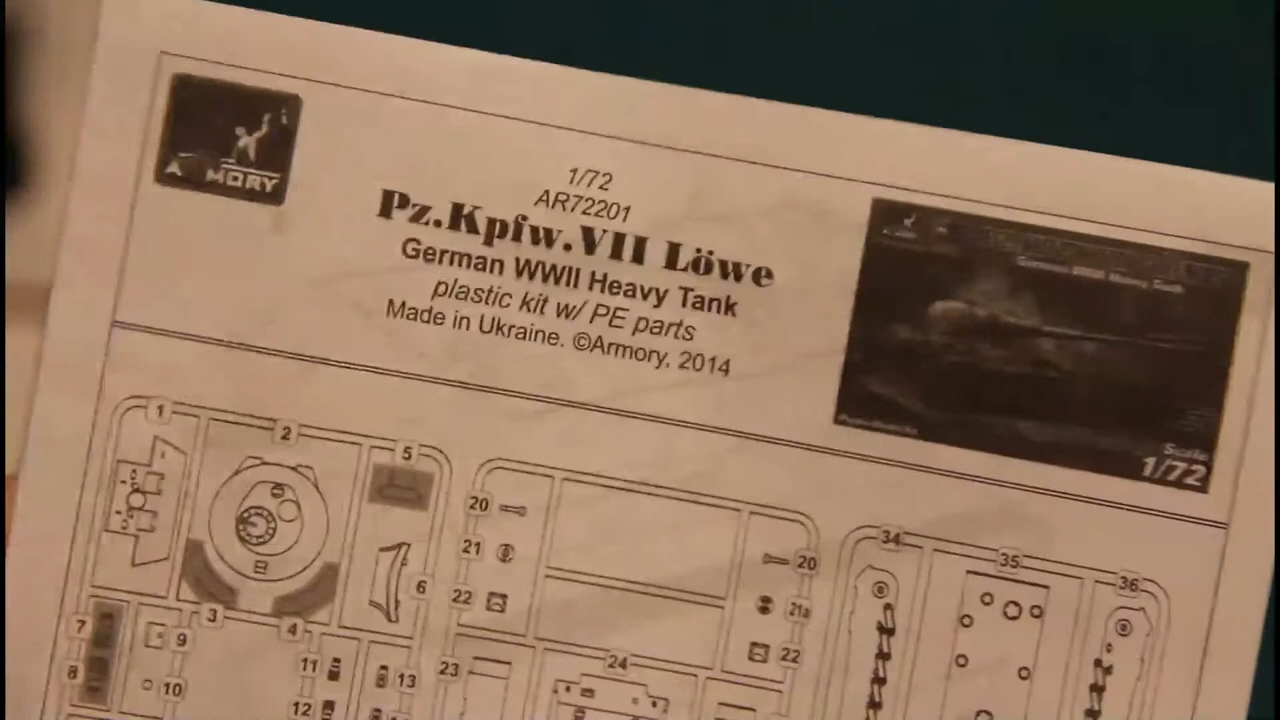 ARMORY
1/72
AR72201
Pz.Kpfw.VII Löwe
German WWII Heavy Tank
plastic kit w/ PE parts
Made in Ukraine. ©Armory, 2014
German WWII Heavy Tank
Scale
1/72
1
2
5
20
21
22
6
3
4
7
8
9
10
11
12
13
23
24
20
21a
22
34
35
36